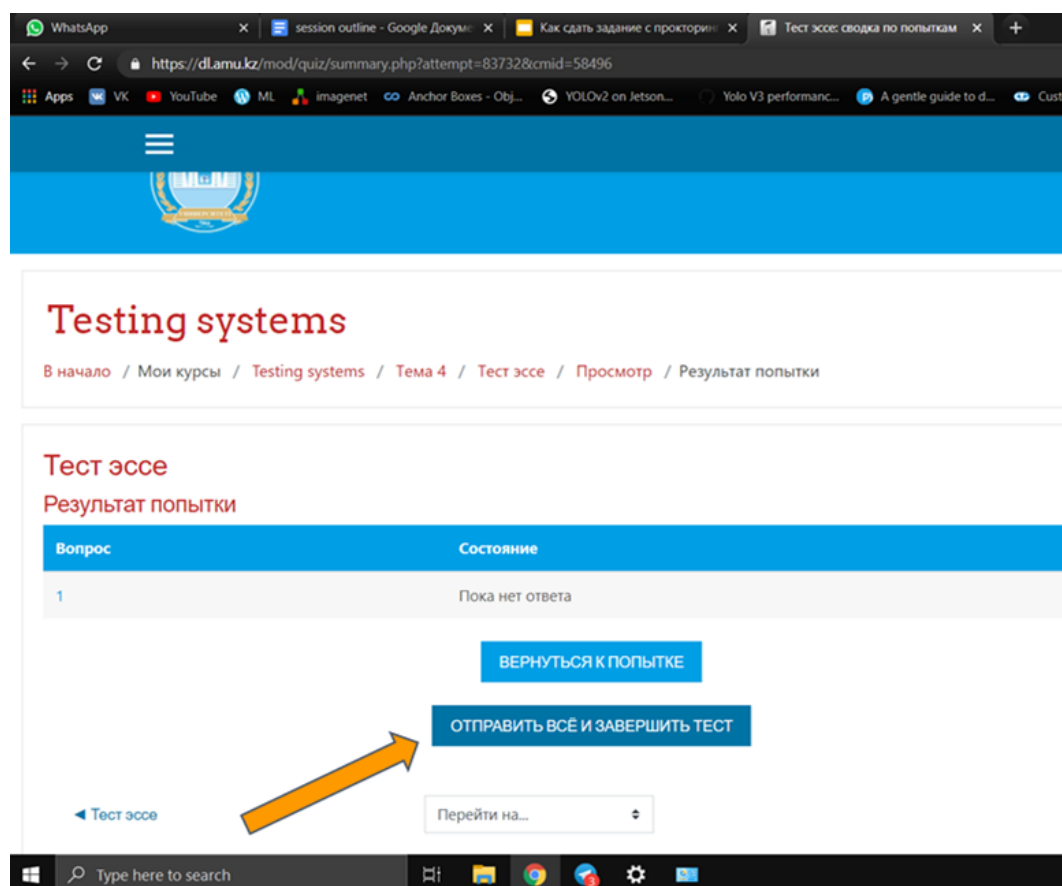 WhatsApp
session outline - Google Докуме
Как сдать задание с прокторинг
Тест эссе: сводка по попыткам
https://dl.amu.kz/mod/quiz/summary.php?attempt=83732&cmid=58496
Apps VK YouTube ML imagenet Anchor Boxes - Obj... YOLOv2 on Jetson... Yolo V3 performanc... A gentle guide to d... Cust
Testing systems
В начало / Мои курсы / Testing systems / Тема 4 / Тест эссе / Просмотр / Результат попытки
Тест эссе
Результат попытки
Вопрос Состояние
1 Пока нет ответа
ВЕРНУТЬСЯ К ПОПЫТКЕ
ОТПРАВИТЬ ВСЁ И ЗАВЕРШИТЬ ТЕСТ
◄ Тест эссе Перейти на...
Type here to search